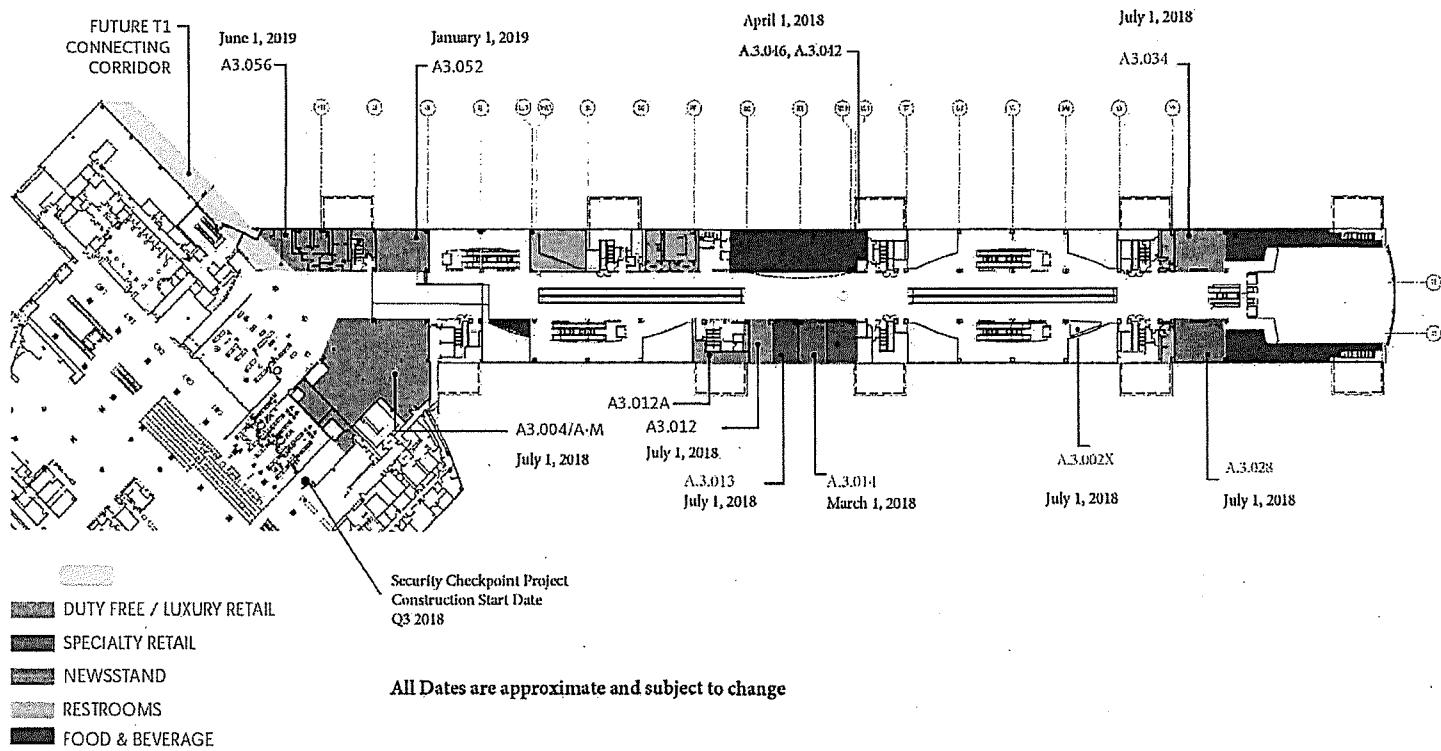 FUTURE T1
CONNECTING
CORRIDOR
June 1, 2019
A3.056
January 1, 2019
A3.052
April 1, 2018
A.3.046, A.3.042
July 1, 2018
A3.034
A3.004/A-M
July 1, 2018
A3.012A
A3.012
July 1, 2018
A.3.013
July 1, 2018
A.3.014
March 1, 2018
A.3.002X
July 1, 2018
A.3.028
July 1, 2018
Security Checkpoint Project
Construction Start Date
Q3 2018
DUTY FREE / LUXURY RETAIL
SPECIALTY RETAIL
NEWSSTAND
RESTROOMS
FOOD & BEVERAGE
All Dates are approximate and subject to change